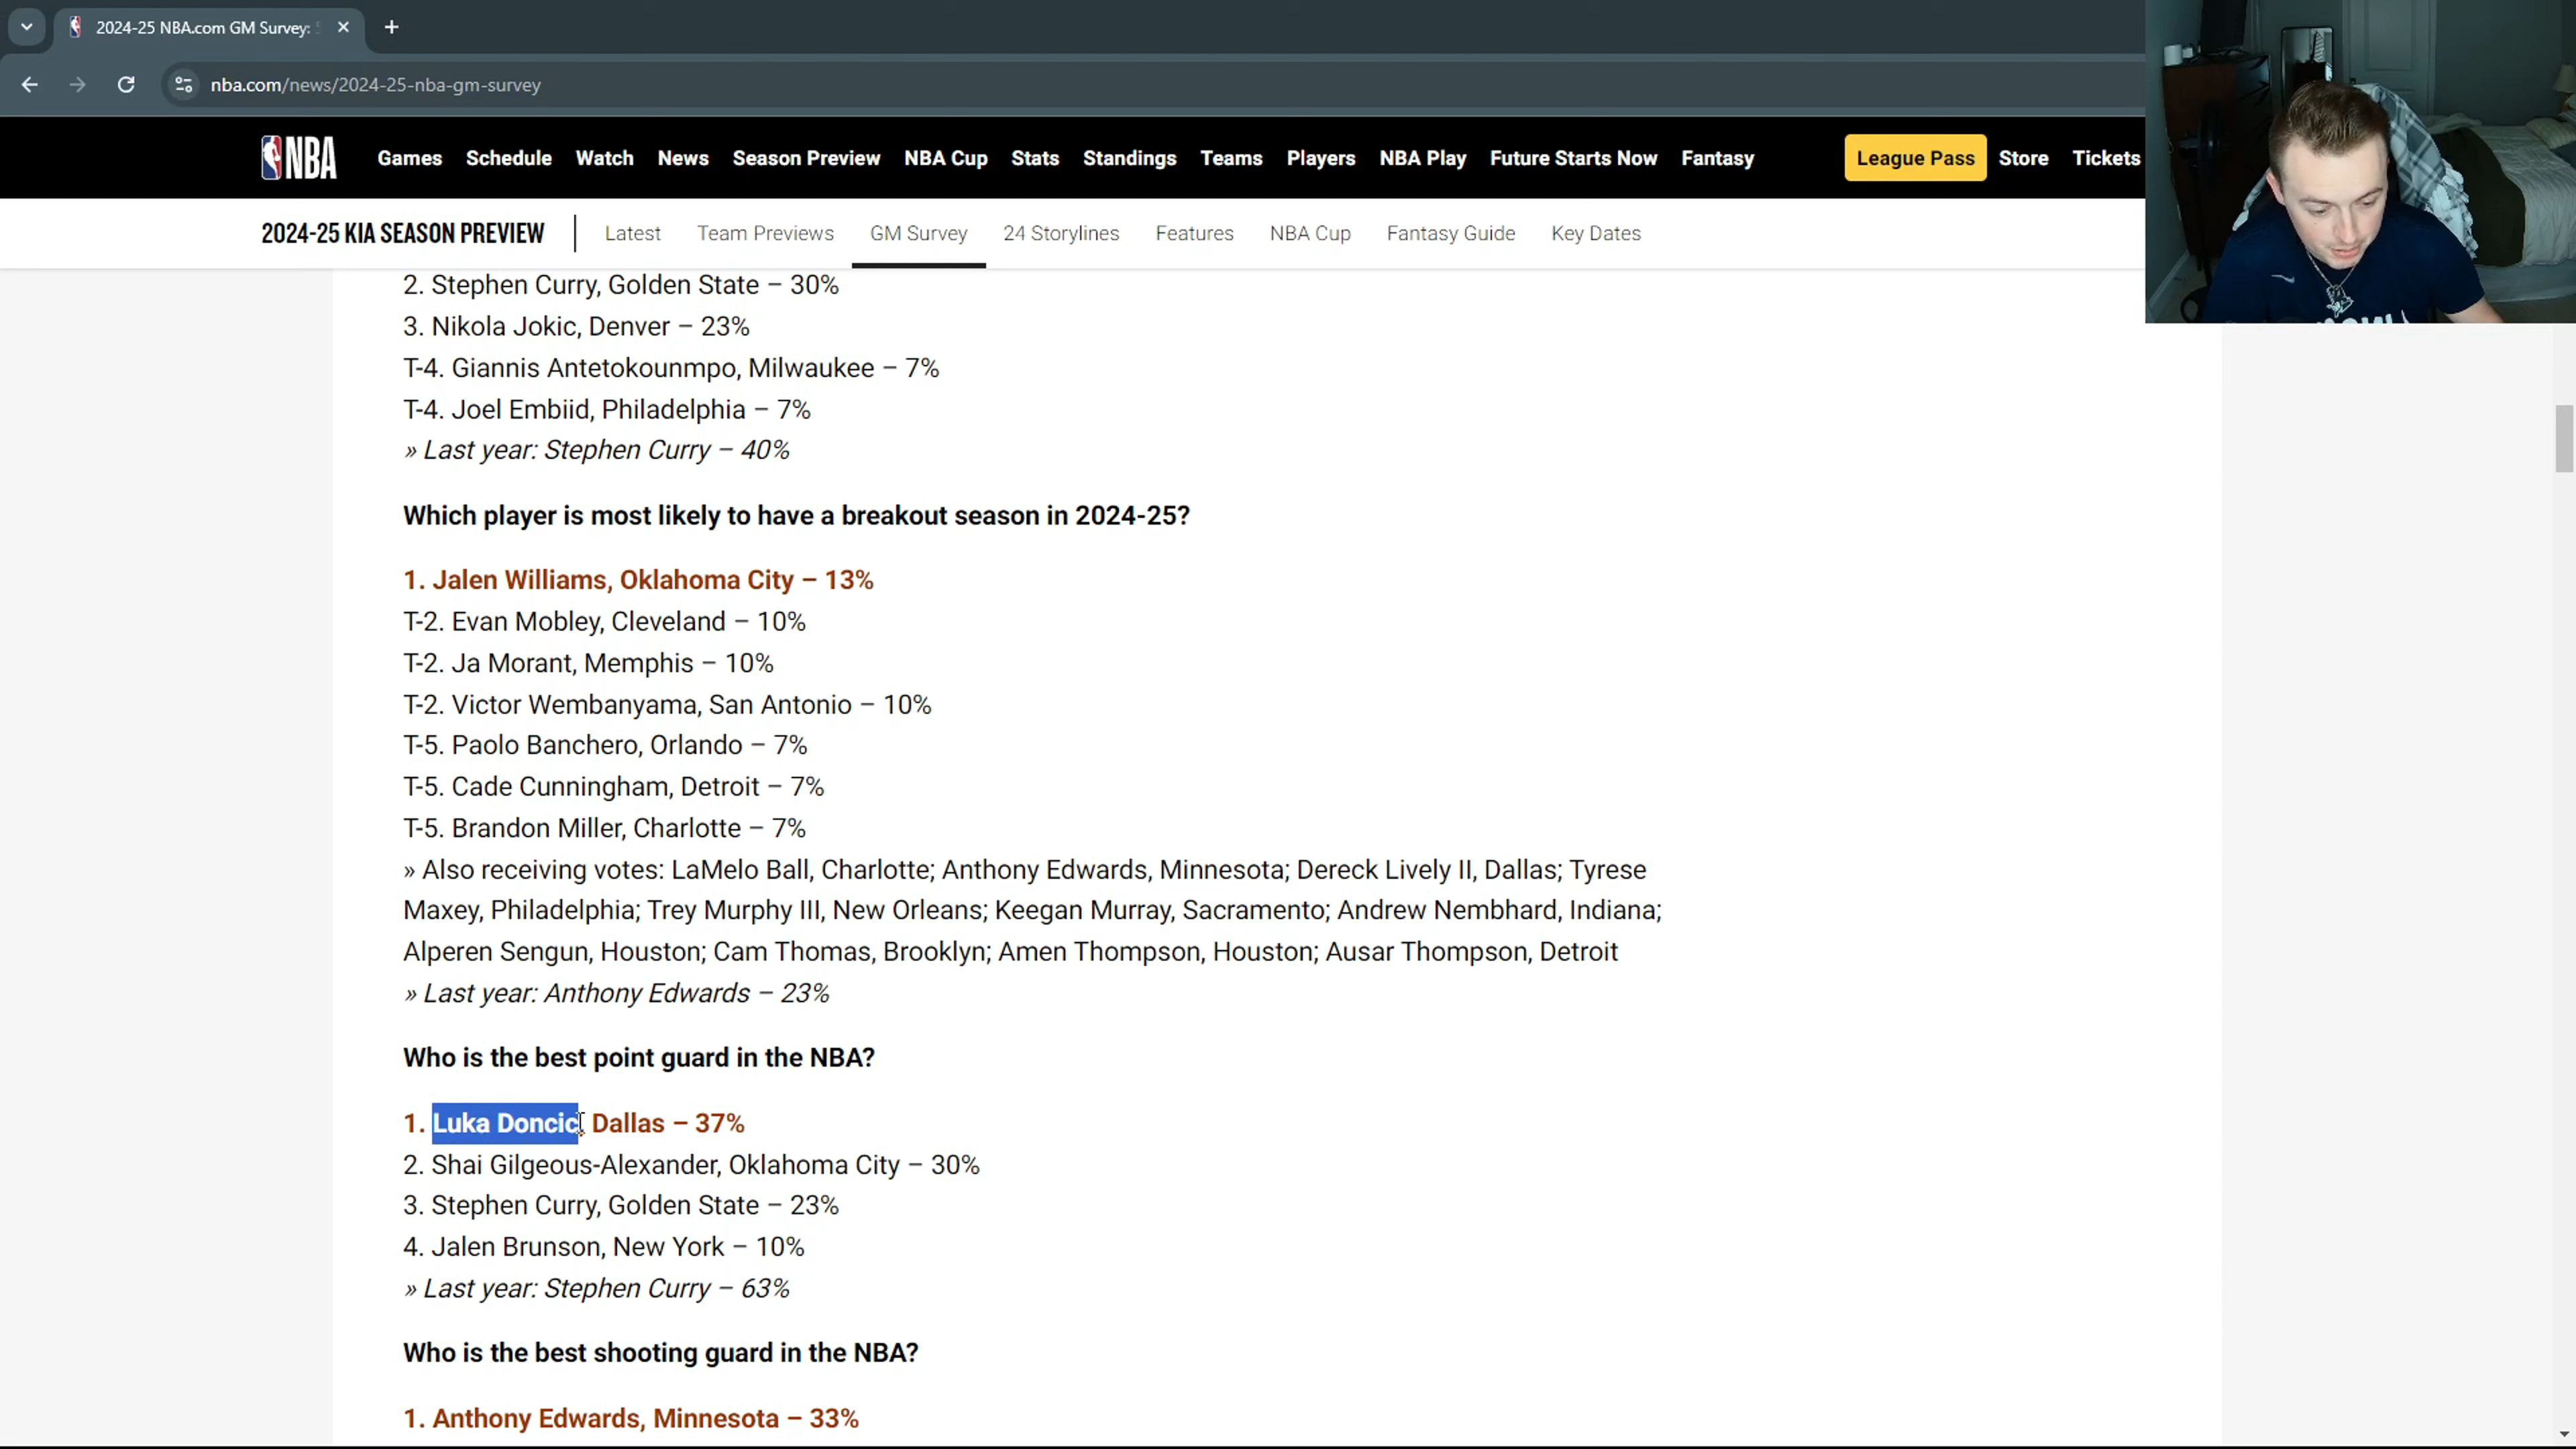 2024-25 NBA.com GM Survey:
nba.com/news/2024-25-nba-gm-survey
NBA Games Schedule Watch News Season Preview NBA Cup Stats Standings Teams Players NBA Play Future Starts Now Fantasy League Pass Store Tickets
2024-25 KIA SEASON PREVIEW Latest Team Previews GM Survey 24 Storylines Features NBA Cup Fantasy Guide Key Dates
2. Stephen Curry, Golden State – 30%
3. Nikola Jokic, Denver – 23%
T-4. Giannis Antetokounmpo, Milwaukee – 7%
T-4. Joel Embiid, Philadelphia – 7%
» Last year: Stephen Curry – 40%
Which player is most likely to have a breakout season in 2024-25?
1. Jalen Williams, Oklahoma City – 13%
T-2. Evan Mobley, Cleveland – 10%
T-2. Ja Morant, Memphis – 10%
T-2. Victor Wembanyama, San Antonio – 10%
T-5. Paolo Banchero, Orlando – 7%
T-5. Cade Cunningham, Detroit – 7%
T-5. Brandon Miller, Charlotte – 7%
» Also receiving votes: LaMelo Ball, Charlotte; Anthony Edwards, Minnesota; Dereck Lively II, Dallas; Tyrese
Maxey, Philadelphia; Trey Murphy III, New Orleans; Keegan Murray, Sacramento; Andrew Nembhard, Indiana;
Alperen Sengun, Houston; Cam Thomas, Brooklyn; Amen Thompson, Houston; Ausar Thompson, Detroit
» Last year: Anthony Edwards – 23%
Who is the best point guard in the NBA?
1. Luka Doncic, Dallas – 37%
2. Shai Gilgeous-Alexander, Oklahoma City – 30%
3. Stephen Curry, Golden State – 23%
4. Jalen Brunson, New York – 10%
» Last year: Stephen Curry – 63%
Who is the best shooting guard in the NBA?
1. Anthony Edwards, Minnesota – 33%